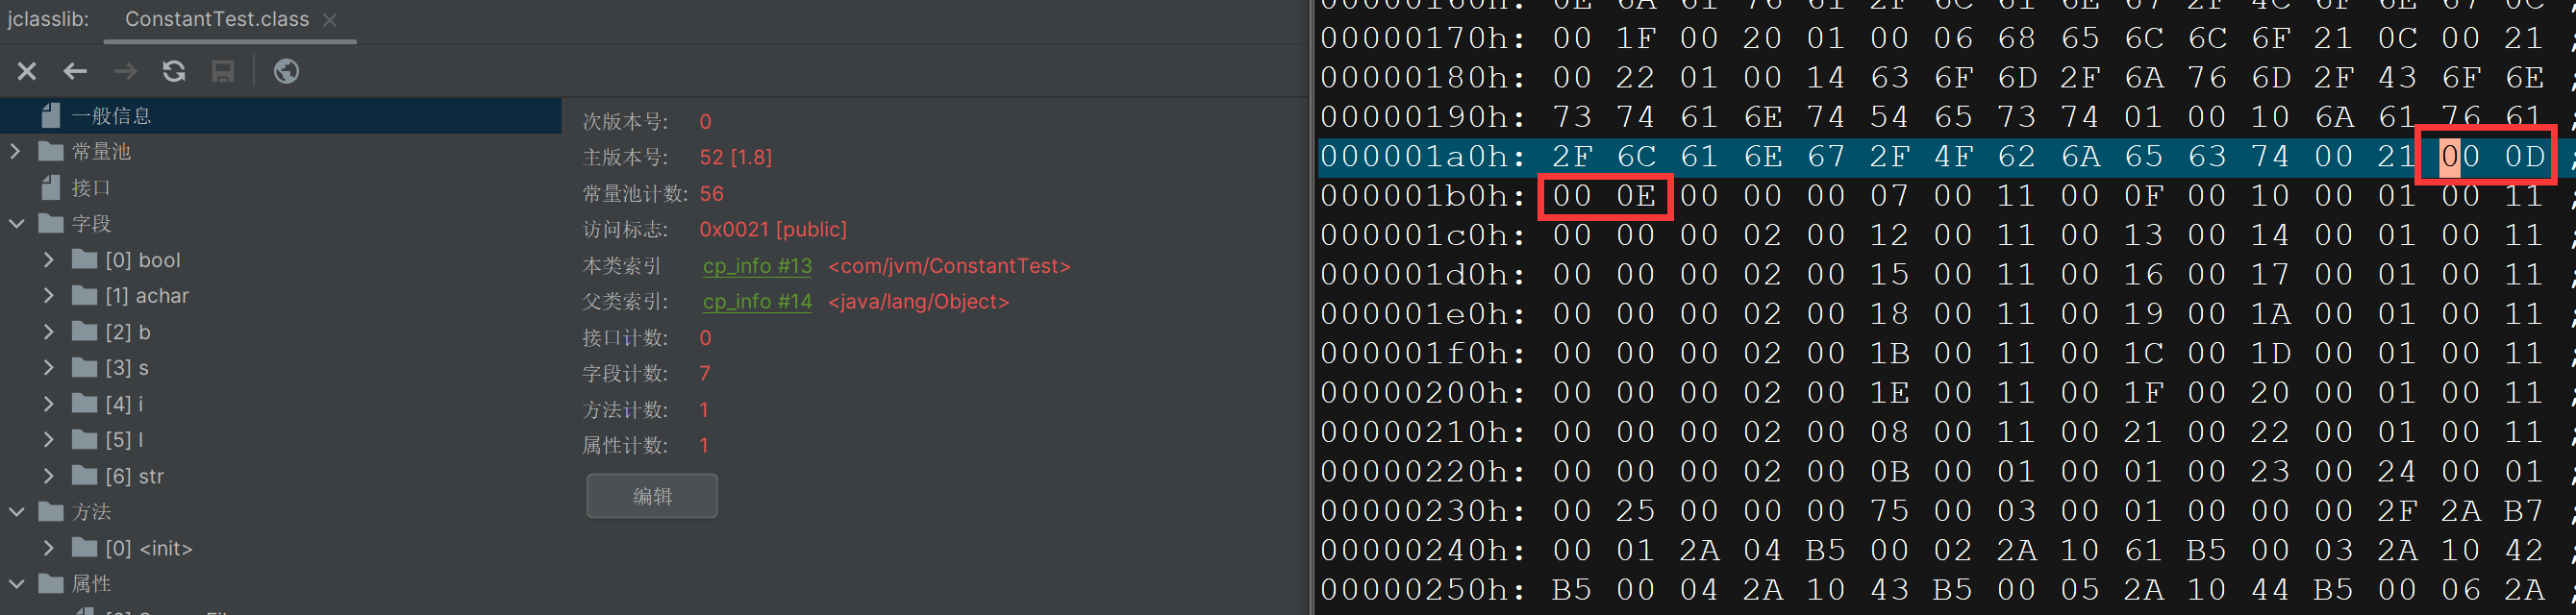 jclasslib: ConstantTest.class
一般信息
常量池
接口
字段
[0] bool
[1] achar
[2] b
[3] s
[4] i
[5] l
[6] str
方法
[0] <init>
属性
次版本号: 0
主版本号: 52 [1.8]
常量池计数: 56
访问标志: 0x0021 [public]
本类索引 cp_info #13 <com/jvm/ConstantTest>
父类索引: cp_info #14 <java/lang/Object>
接口计数: 0
字段计数: 7
方法计数: 1
属性计数: 1
编辑
00000160h: 0E 6A 61 76 61 2F 6C 61 6E 67 2F 4C 6F 6E 67 0C ;
00000170h: 00 1F 00 20 01 00 06 68 65 6C 6C 6F 21 0C 00 21 ;
00000180h: 00 22 01 00 14 63 6F 6D 2F 6A 76 6D 2F 43 6F 6E ;
00000190h: 73 74 61 6E 74 54 65 73 74 01 00 10 6A 61 76 61 ;
000001a0h: 2F 6C 61 6E 67 2F 4F 62 6A 65 63 74 00 21 00 0D ;
000001b0h: 00 0E 00 00 00 07 00 11 00 0F 00 10 00 01 00 11 ;
000001c0h: 00 00 00 02 00 12 00 11 00 13 00 14 00 01 00 11 ;
000001d0h: 00 00 00 02 00 15 00 11 00 16 00 17 00 01 00 11 ;
000001e0h: 00 00 00 02 00 18 00 11 00 19 00 1A 00 01 00 11 ;
000001f0h: 00 00 00 02 00 1B 00 11 00 1C 00 1D 00 01 00 11 ;
00000200h: 00 00 00 02 00 1E 00 11 00 1F 00 20 00 01 00 11 ;
00000210h: 00 00 00 02 00 08 00 11 00 21 00 22 00 01 00 11 ;
00000220h: 00 00 00 02 00 0B 00 01 00 01 00 23 00 24 00 01 ;
00000230h: 00 25 00 00 00 75 00 03 00 01 00 00 00 2F 2A B7 ;
00000240h: 00 01 2A 04 B5 00 02 2A 10 61 B5 00 03 2A 10 42 ;
00000250h: B5 00 04 2A 10 43 B5 00 05 2A 10 44 B5 00 06 2A ;